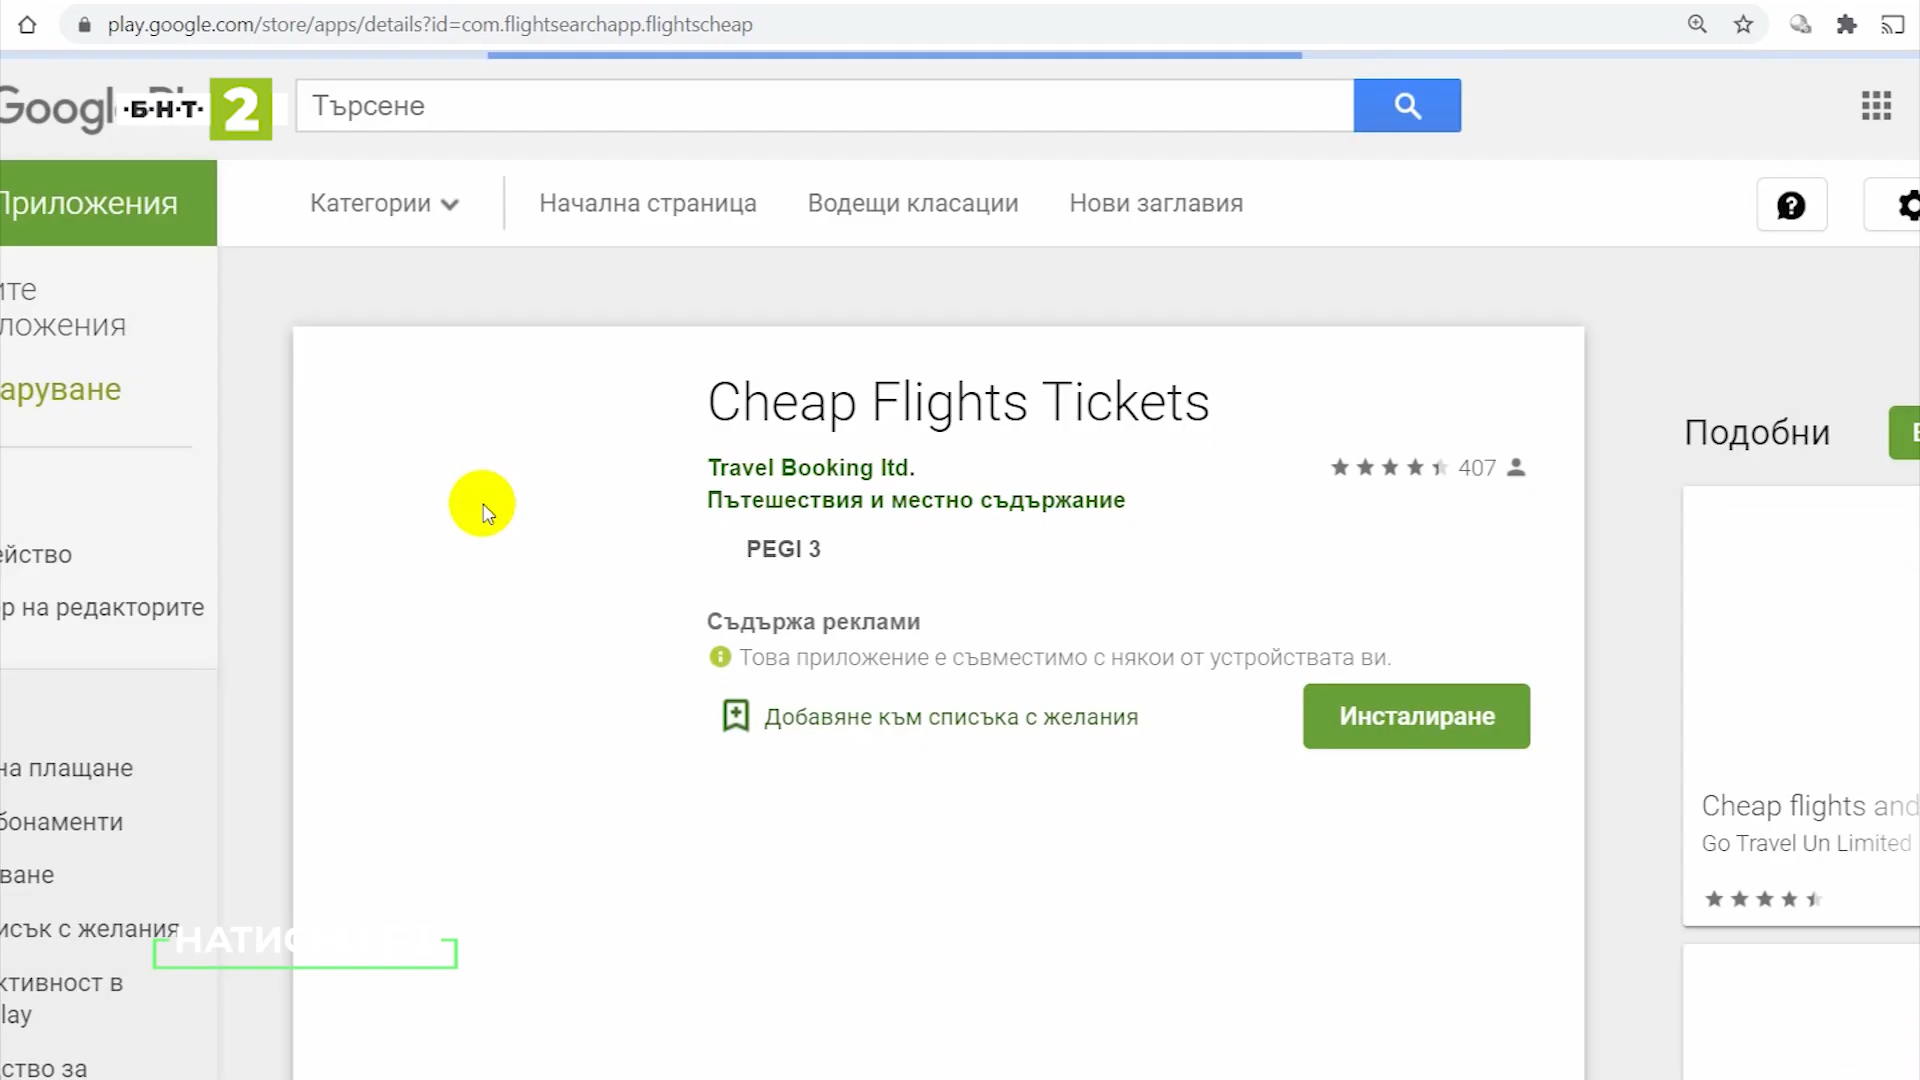 play.google.com/store/apps/details?id=com.flightsearchapp.flightscheap
Googl
·Б·Н·Т· 2
Търсене
Приложения
Категории
Начална страница
Водещи класации
Нови заглавия
ите
ложения
аруване
ейство
р на редакторите
на плащане
бонаменти
ване
исък с желания
ктивност в
lay
ство за
Cheap Flights Tickets
Travel Booking ltd.
407
Пътешествия и местно съдържание
PEGI 3
Съдържа реклами
Това приложение е съвместимо с някои от устройствата ви.
Добавяне към списъка с желания
Инсталиране
Подобни
Cheap flights and
Go Travel Un Limited